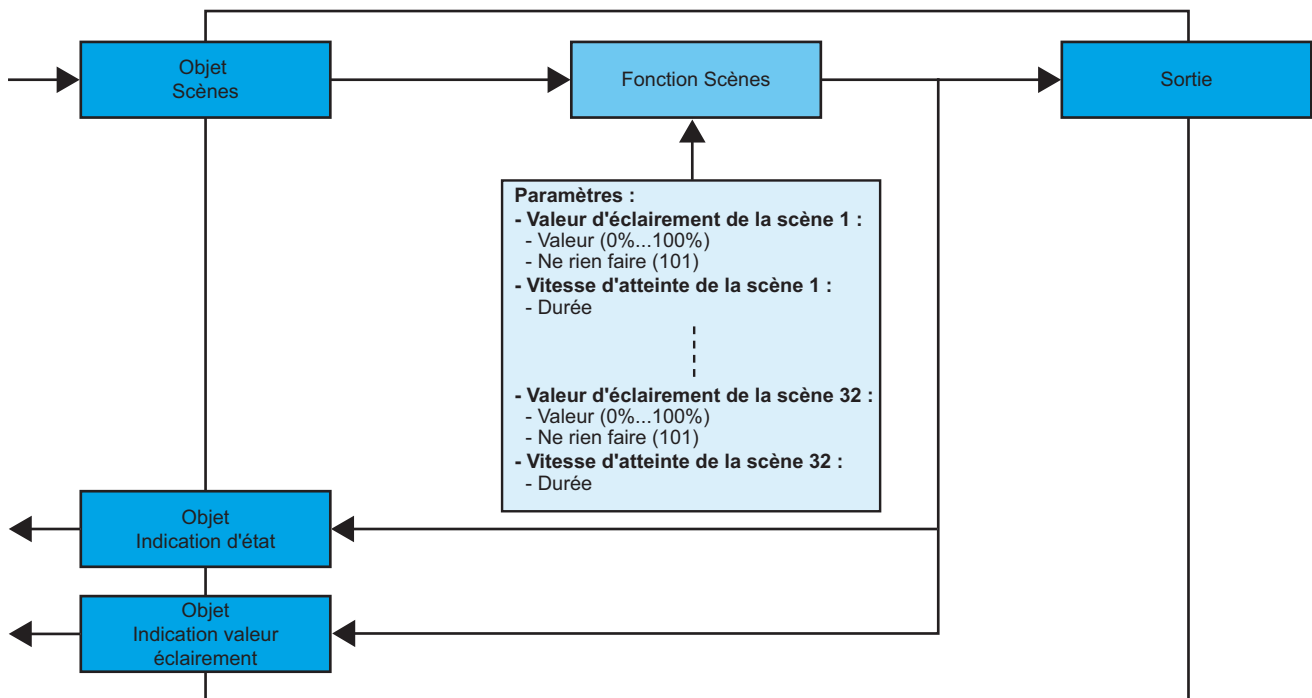 Objet
Scènes
Fonction Scènes
Sortie
Paramètres :
- Valeur d'éclairement de la scène 1 :
- Valeur (0%...100%)
- Ne rien faire (101)
- Vitesse d'atteinte de la scène 1 :
- Durée
- Valeur d'éclairement de la scène 32 :
- Valeur (0%...100%)
- Ne rien faire (101)
- Vitesse d'atteinte de la scène 32 :
- Durée
Objet
Indication d'état
Objet
Indication valeur
éclairement